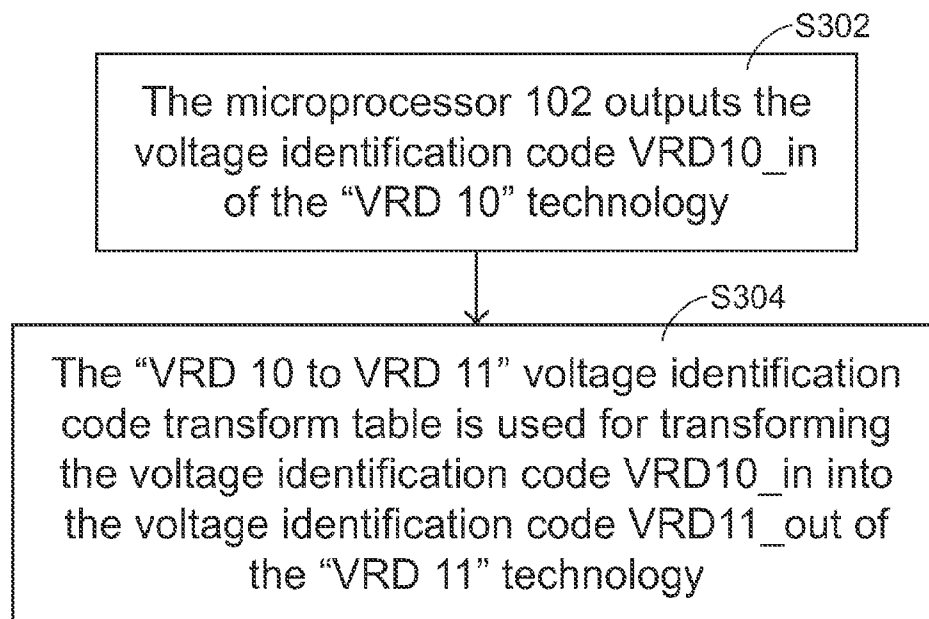 S302
The microprocessor 102 outputs the
voltage identification code VRD10_in
of the “VRD 10” technology
S304
The “VRD 10 to VRD 11” voltage identification
code transform table is used for transforming
the voltage identification code VRD10_in into
the voltage identification code VRD11_out of
the “VRD 11” technology